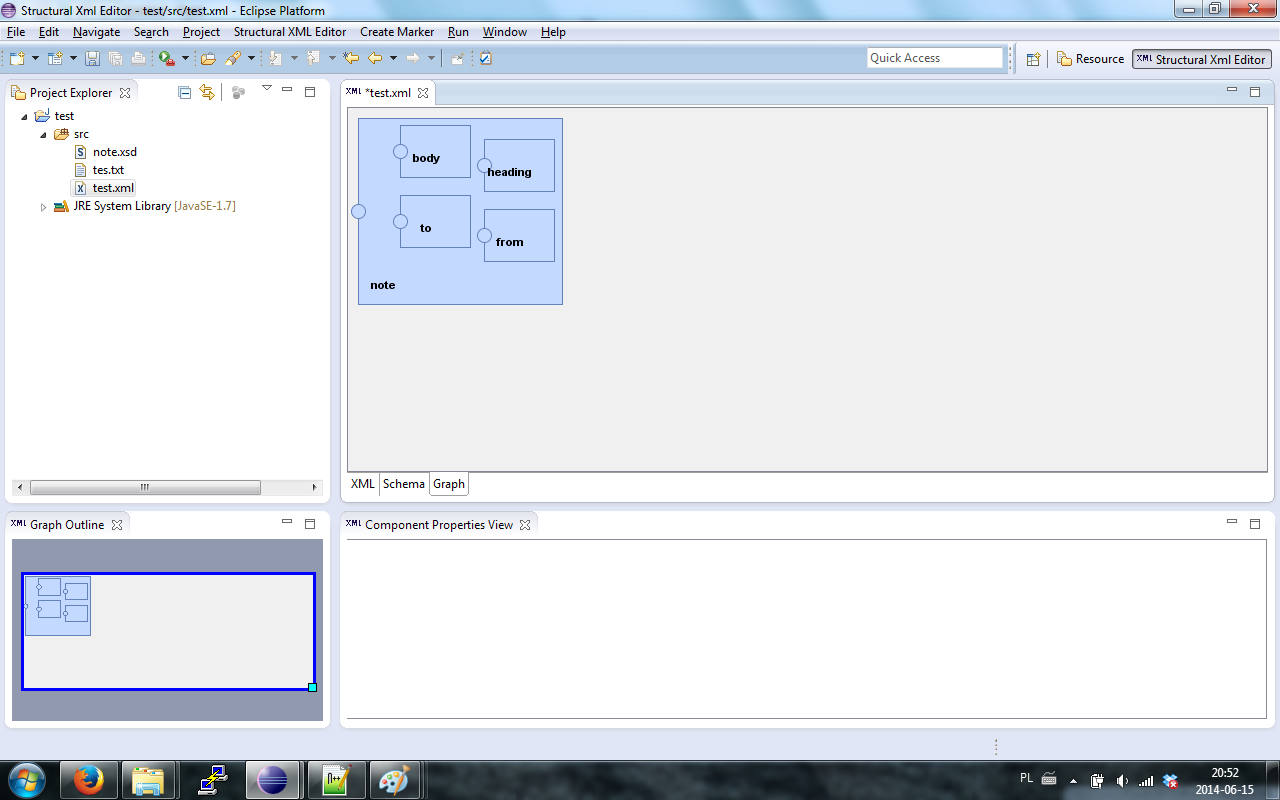 Structural Xml Editor - test/src/test.xml - Eclipse Platform
File Edit Navigate Search Project Structural XML Editor Create Marker Run Window Help
Quick Access
Resource
XML Structural Xml Editor
Project Explorer
test
src
note.xsd
tes.txt
test.xml
JRE System Library [JavaSE-1.7]
XML *test.xml
body
heading
to
from
note
XML Schema Graph
XML Graph Outline
XML Component Properties View
PL
20:52
2014-06-15